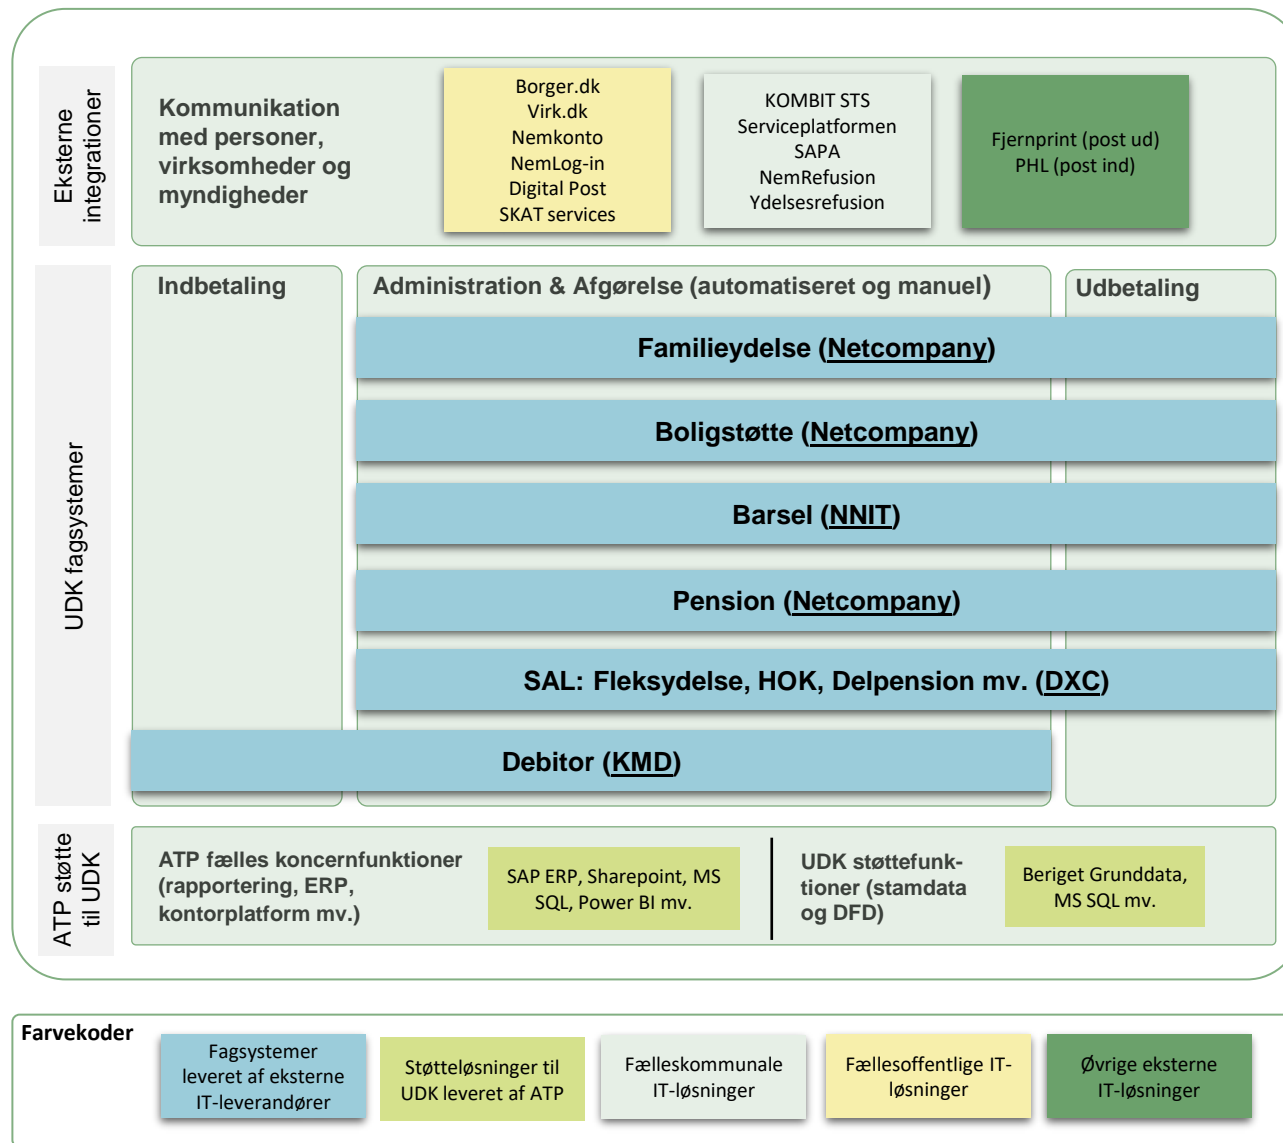 Eksterne
integrationer
Kommunikation
med personer,
virksomheder og
myndigheder
Borger.dk
Virk.dk
Nemkonto
NemLog-in
Digital Post
SKAT services
KOMBIT STS
Serviceplatformen
SAPA
NemRefusion
Ydelsesrefusion
Fjernprint (post ud)
PHL (post ind)
UDK fagsystemer
Indbetaling
Administration & Afgørelse (automatiseret og manuel)
Udbetaling
Familieydelse (Netcompany)
Boligstøtte (Netcompany)
Barsel (NNIT)
Pension (Netcompany)
SAL: Fleksydelse, HOK, Delpension mv. (DXC)
Debitor (KMD)
ATP støtte
til UDK
ATP fælles koncernfunktioner
(rapportering, ERP,
kontorplatform mv.)
SAP ERP, Sharepoint, MS
SQL, Power BI mv.
UDK støttefunk-
tioner (stamdata
og DFD)
Beriget Grunddata,
MS SQL mv.
Farvekoder
Fagsystemer
leveret af eksterne
IT-leverandører
Støtteløsninger til
UDK leveret af ATP
Fælleskommunale
IT-løsninger
Fællesoffentlige IT-
løsninger
Øvrige eksterne
IT-løsninger